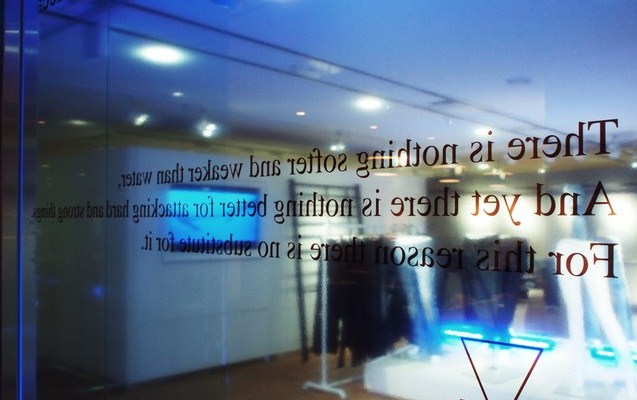 There is nothing softer and weaker than water,
And yet there is nothing better for attacking hard and strong things.
For this reason there is no substitute for it.